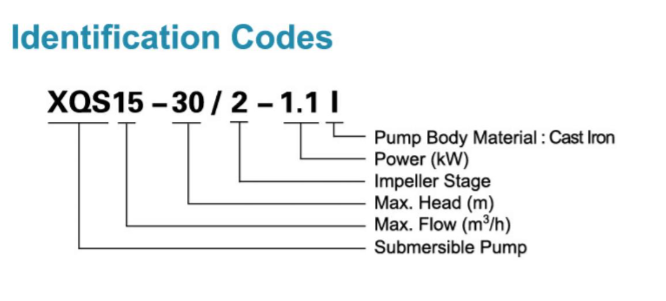 Identification Codes
XQS15-30/2-1.1 I
Pump Body Material : Cast Iron
Power (kW)
Impeller Stage
Max. Head (m)
Max. Flow (m³/h)
Submersible Pump